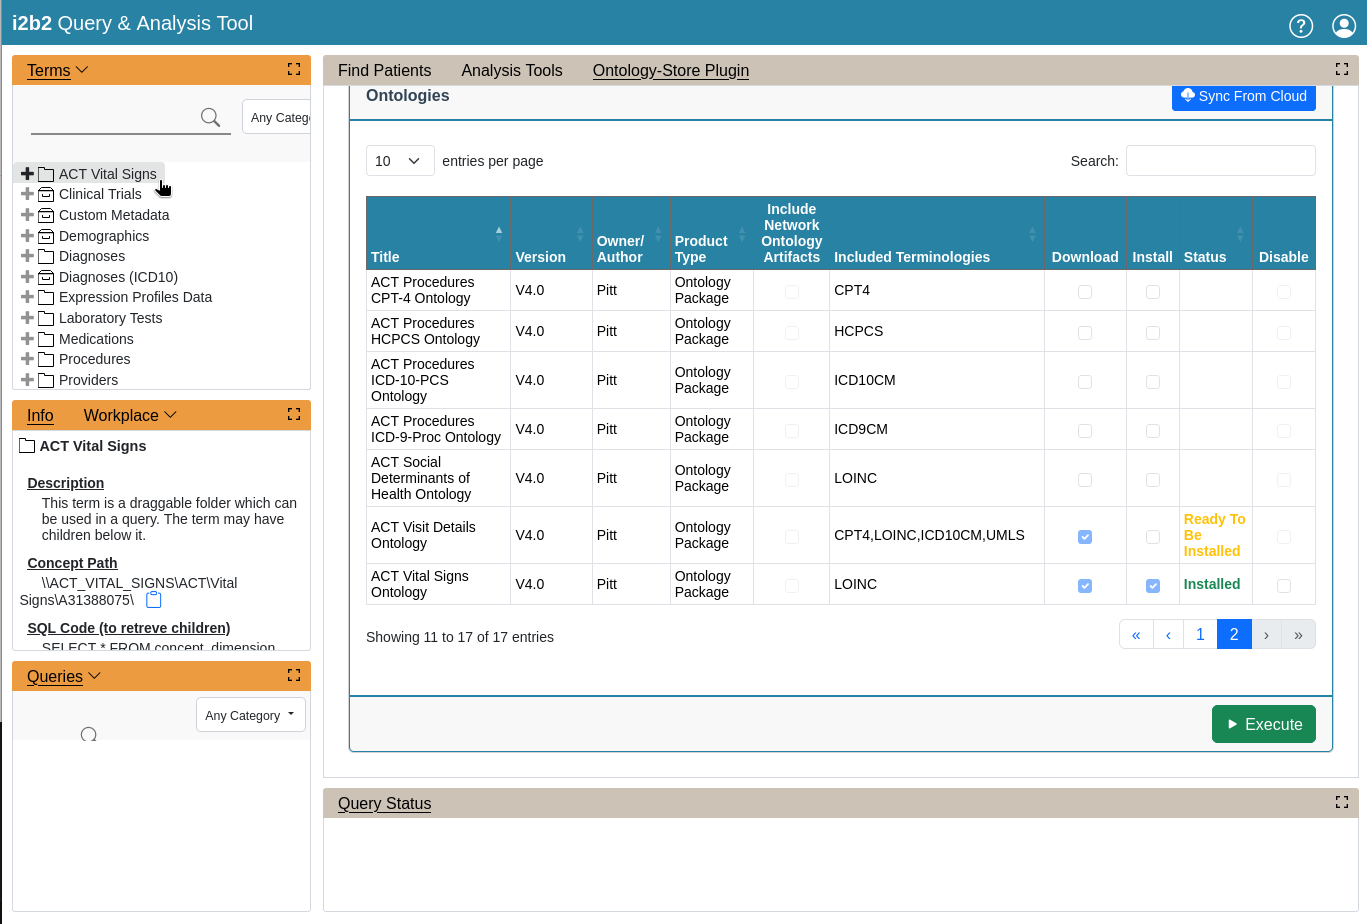 i2b2 Query & Analysis Tool
?
Terms
Any Categ
ACT Vital Signs
Clinical Trials
Custom Metadata
Demographics
Diagnoses
Diagnoses (ICD10)
Expression Profiles Data
Laboratory Tests
Medications
Procedures
Providers
Info Workplace
ACT Vital Signs
Description
This term is a draggable folder which can
be used in a query. The term may have
children below it.
Concept Path
\\ACT_VITAL_SIGNS\ACT\Vital
Signs\A31388075\
SQL Code (to retreve children)
SELECT * FROM concept_dimension
Queries
Any Category
Find Patients Analysis Tools Ontology-Store Plugin
Ontologies
Sync From Cloud
10 entries per page
Search:
Title
Version
Owner/
Author
Product
Type
Include
Network
Ontology
Artifacts
Included Terminologies
Download
Install
Status
Disable
ACT Procedures
CPT-4 Ontology
V4.0
Pitt
Ontology
Package
CPT4
ACT Procedures
HCPCS Ontology
V4.0
Pitt
Ontology
Package
HCPCS
ACT Procedures
ICD-10-PCS
Ontology
V4.0
Pitt
Ontology
Package
ICD10CM
ACT Procedures
ICD-9-Proc Ontology
V4.0
Pitt
Ontology
Package
ICD9CM
ACT Social
Determinants of
Health Ontology
V4.0
Pitt
Ontology
Package
LOINC
ACT Visit Details
Ontology
V4.0
Pitt
Ontology
Package
CPT4,LOINC,ICD10CM,UMLS
Ready To
Be
Installed
ACT Vital Signs
Ontology
V4.0
Pitt
Ontology
Package
LOINC
Installed
Showing 11 to 17 of 17 entries
« ‹ 1 2 › »
Execute
Query Status